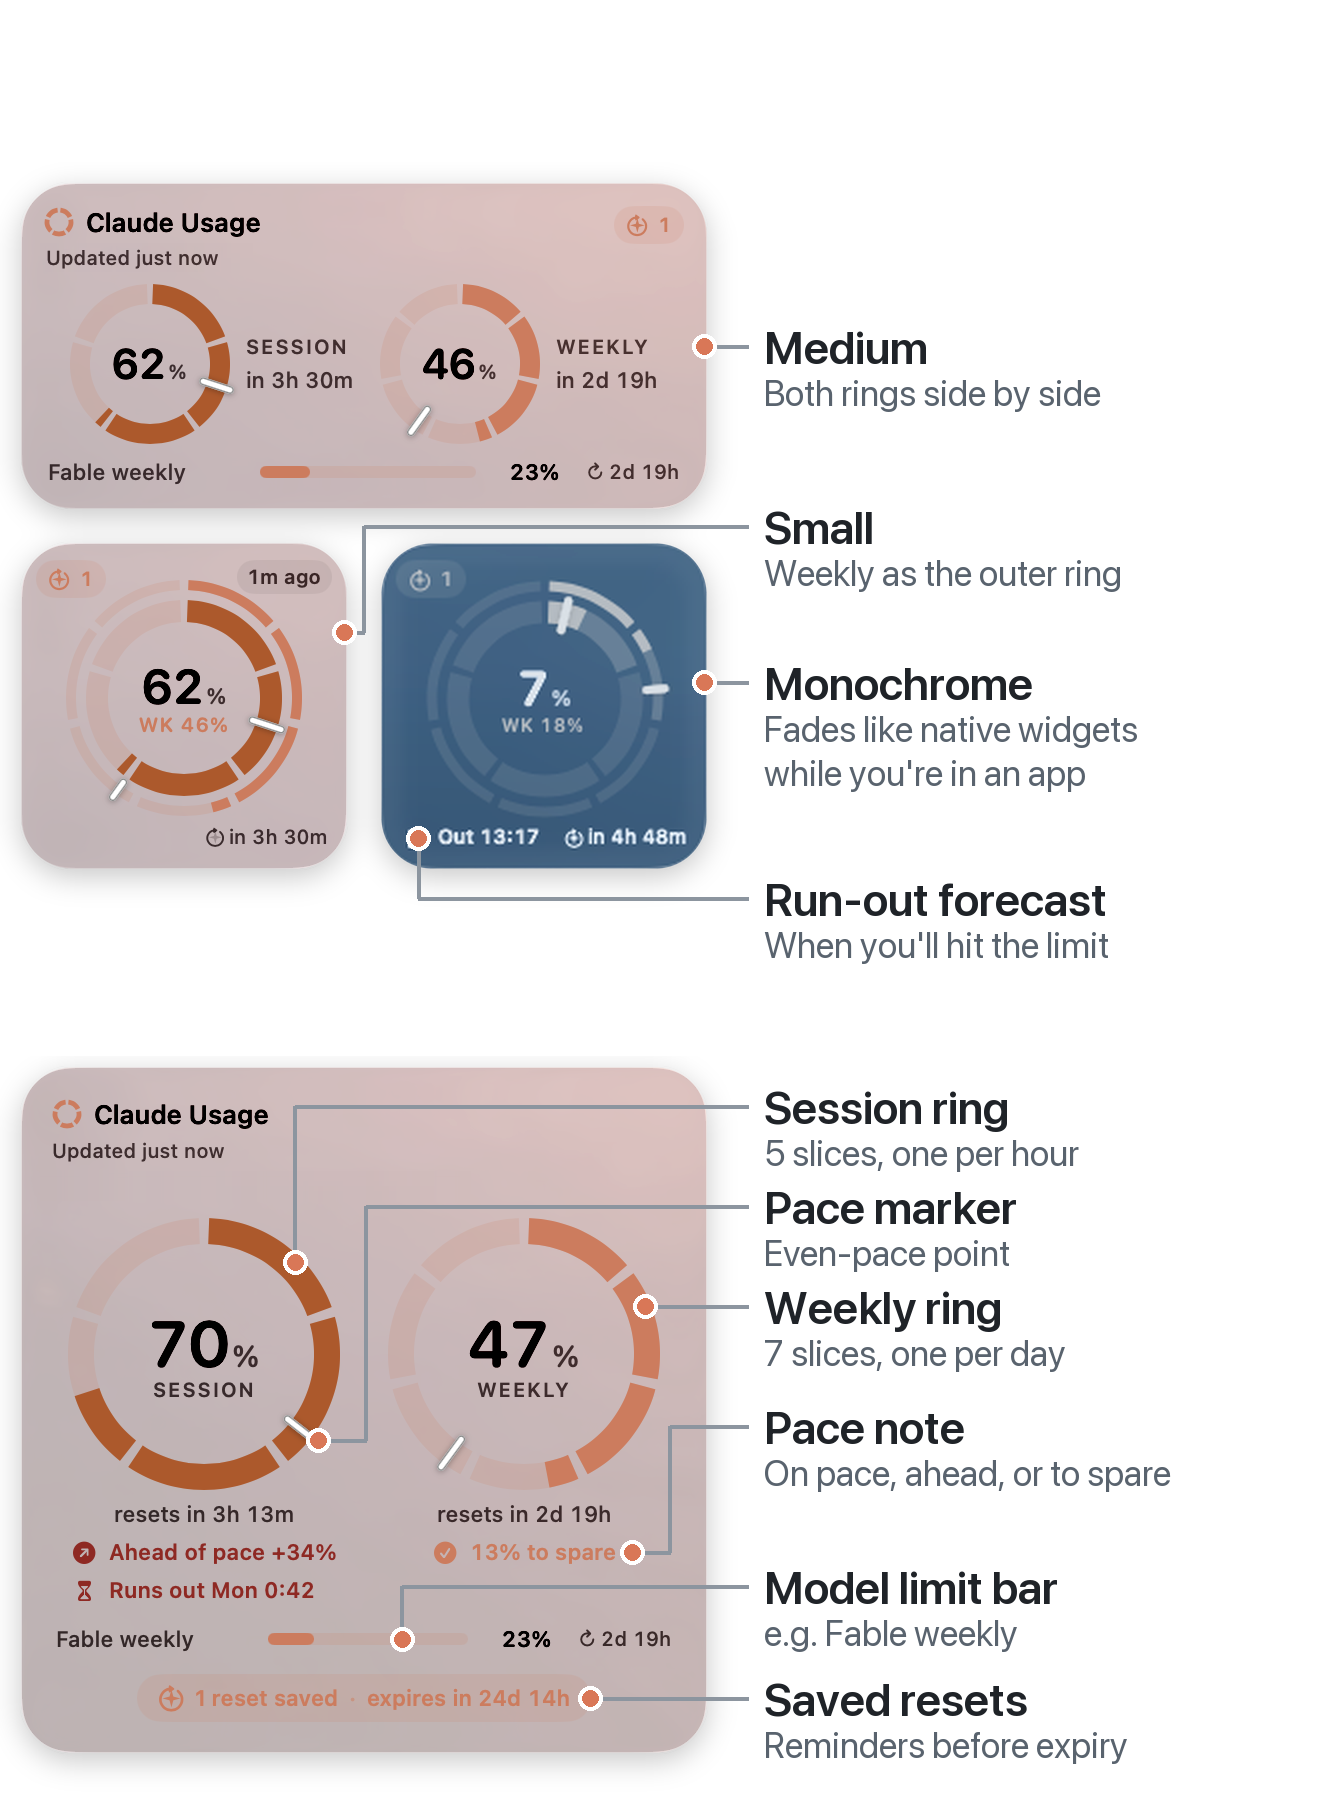 Claude Usage
1
Updated just now
62%
SESSION
in 3h 30m
46%
WEEKLY
in 2d 19h
Fable weekly
23%
2d 19h
Medium
Both rings side by side
1
1m ago
62%
WK 46%
in 3h 30m
Small
Weekly as the outer ring
1
7%
WK 18%
Out 13:17
in 4h 48m
Monochrome
Fades like native widgets
while you're in an app
Run-out forecast
When you'll hit the limit
Claude Usage
Updated just now
70%
SESSION
resets in 3h 13m
Ahead of pace +34%
Runs out Mon 0:42
47%
WEEKLY
resets in 2d 19h
13% to spare
Fable weekly
23%
2d 19h
1 reset saved · expires in 24d 14h
Session ring
5 slices, one per hour
Pace marker
Even-pace point
Weekly ring
7 slices, one per day
Pace note
On pace, ahead, or to spare
Model limit bar
e.g. Fable weekly
Saved resets
Reminders before expiry